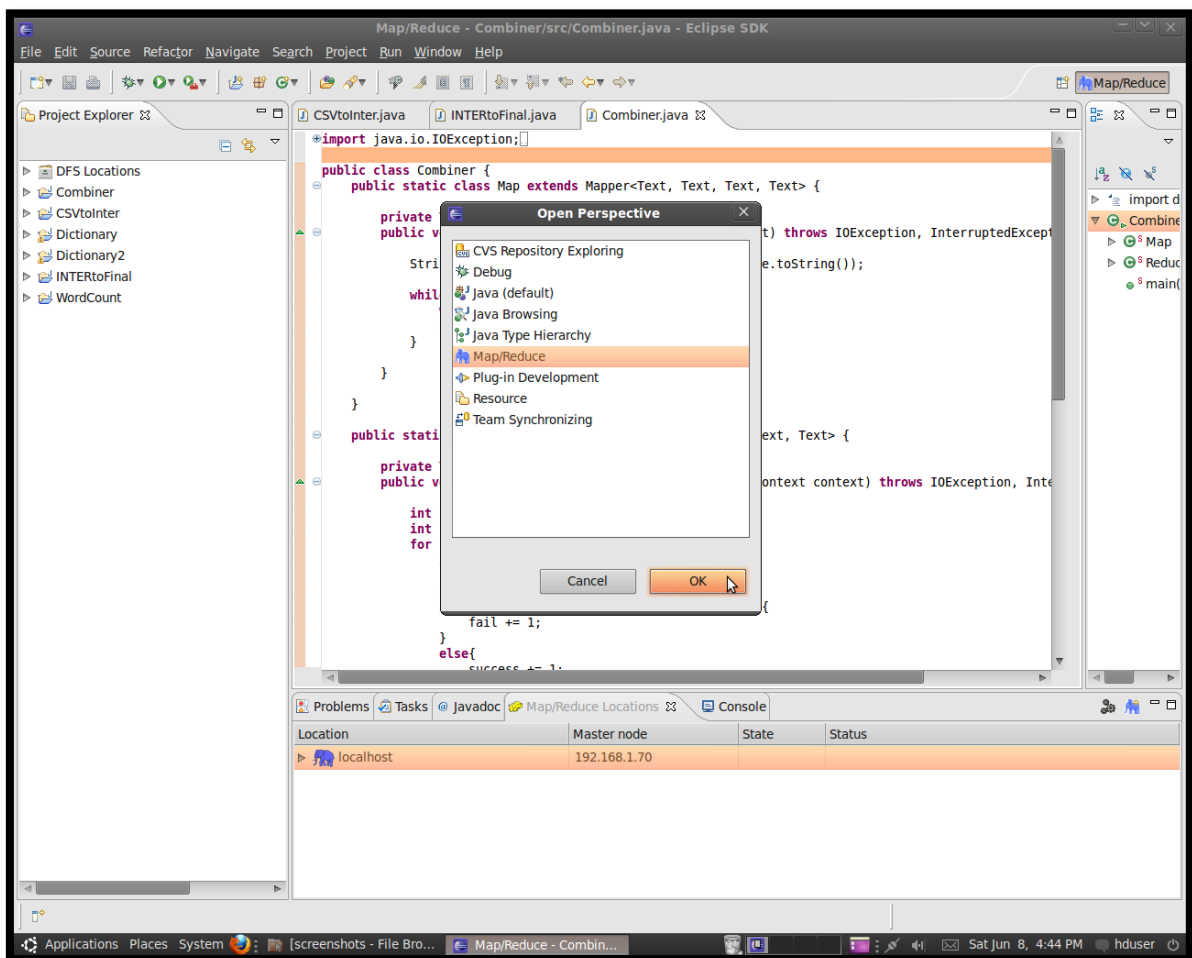 Map/Reduce - Combiner/src/Combiner.java - Eclipse SDK
File Edit Source Refactor Navigate Search Project Run Window Help
Map/Reduce
Project Explorer
CSVtoInter.java INTERtoFinal.java Combiner.java
DFS Locations
Combiner
CSVtoInter
Dictionary
Dictionary2
INTERtoFinal
WordCount
import java.io.IOException;
public class Combiner {
public static class Map extends Mapper<Text, Text, Text, Text> {
private
public v t) throws IOException, InterruptedExcept
Stri e.toString());
whil
}
}
}
public stati ext, Text> {
private
public v ontext context) throws IOException, Inte
int
int
for
{
fail += 1;
}
else{
success += 1;
Open Perspective
CVS Repository Exploring
Debug
Java (default)
Java Browsing
Java Type Hierarchy
Map/Reduce
Plug-in Development
Resource
Team Synchronizing
Cancel OK
import d
Combine
S Map
S Reduc
S main(
Problems @ Tasks Javadoc Map/Reduce Locations Console
Location Master node State Status
localhost 192.168.1.70
Applications Places System [screenshots - File Bro... Map/Reduce - Combin... Sat Jun 8, 4:44 PM hduser